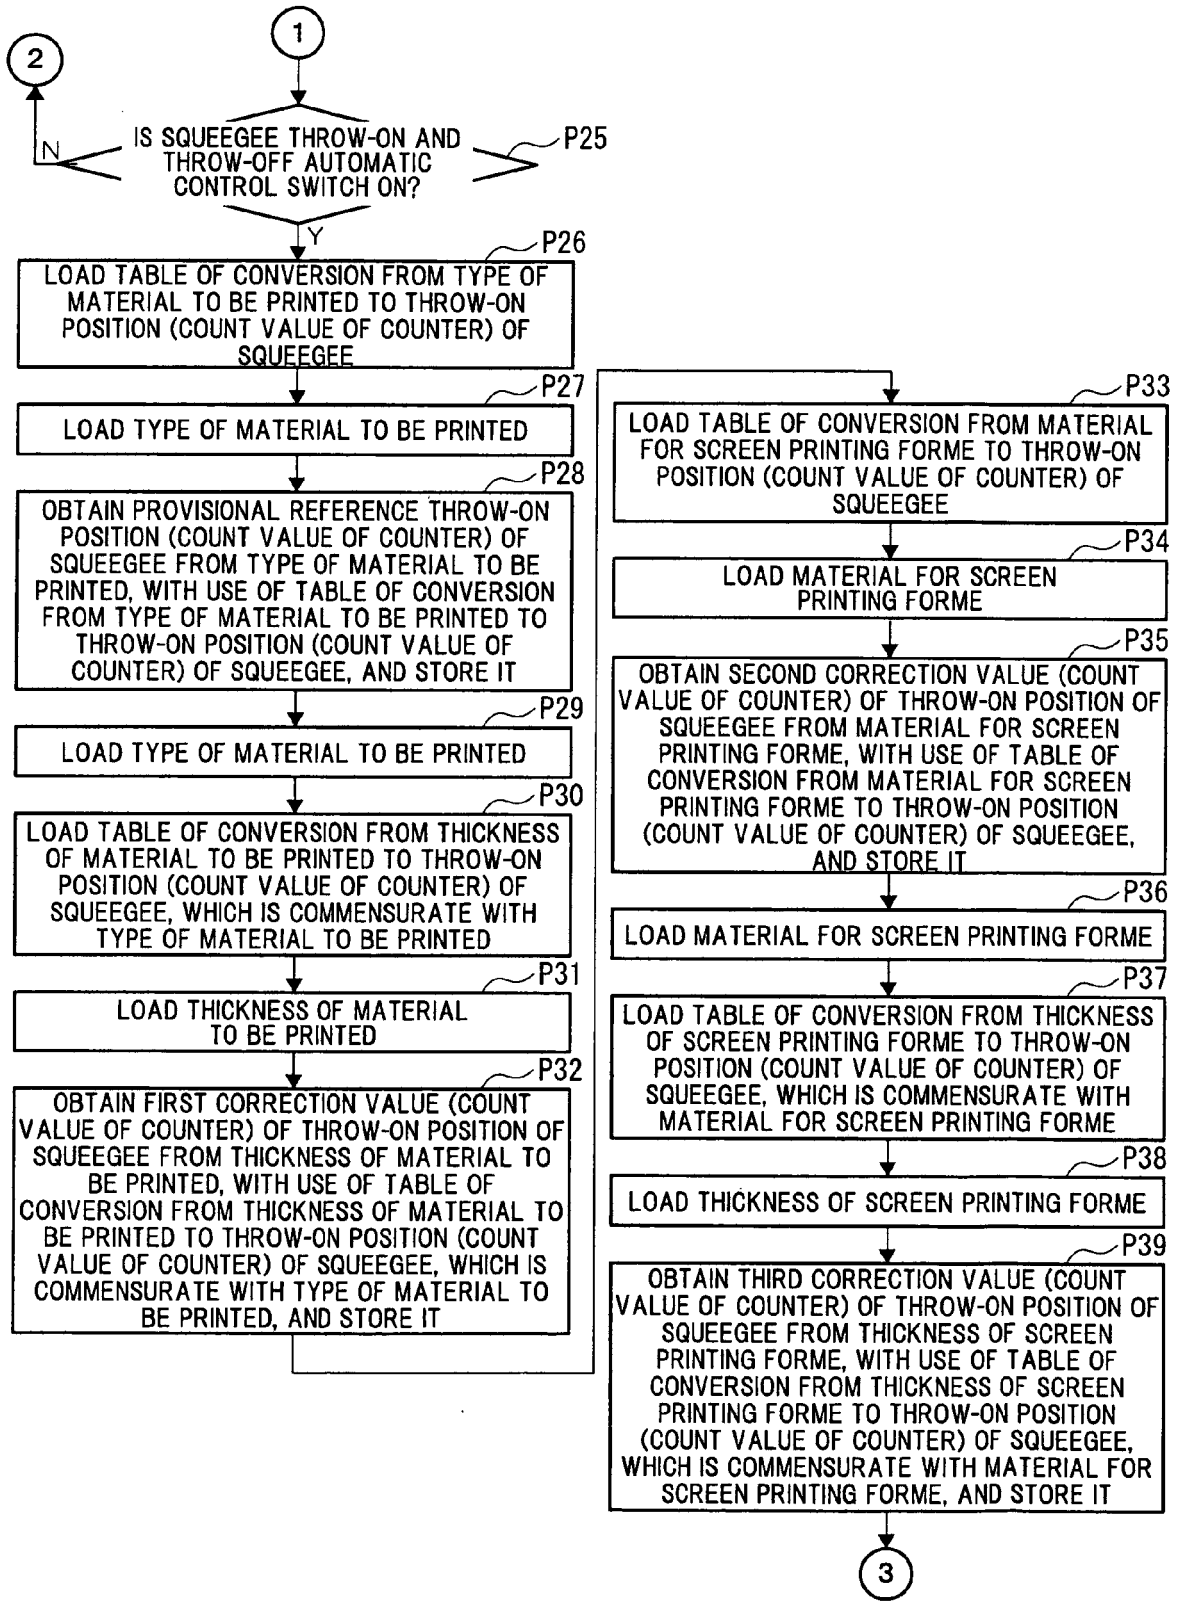 1
2
IS SQUEEGEE THROW-ON AND
THROW-OFF AUTOMATIC
CONTROL SWITCH ON?
P25
N
Y
P26
LOAD TABLE OF CONVERSION FROM TYPE OF
MATERIAL TO BE PRINTED TO THROW-ON
POSITION (COUNT VALUE OF COUNTER) OF
SQUEEGEE
P27
LOAD TYPE OF MATERIAL TO BE PRINTED
P28
OBTAIN PROVISIONAL REFERENCE THROW-ON
POSITION (COUNT VALUE OF COUNTER) OF
SQUEEGEE FROM TYPE OF MATERIAL TO BE
PRINTED, WITH USE OF TABLE OF CONVERSION
FROM TYPE OF MATERIAL TO BE PRINTED TO
THROW-ON POSITION (COUNT VALUE OF
COUNTER) OF SQUEEGEE, AND STORE IT
P29
LOAD TYPE OF MATERIAL TO BE PRINTED
P30
LOAD TABLE OF CONVERSION FROM THICKNESS
OF MATERIAL TO BE PRINTED TO THROW-ON
POSITION (COUNT VALUE OF COUNTER) OF
SQUEEGEE, WHICH IS COMMENSURATE WITH
TYPE OF MATERIAL TO BE PRINTED
P31
LOAD THICKNESS OF MATERIAL
TO BE PRINTED
P32
OBTAIN FIRST CORRECTION VALUE (COUNT
VALUE OF COUNTER) OF THROW-ON POSITION OF
SQUEEGEE FROM THICKNESS OF MATERIAL TO
BE PRINTED, WITH USE OF TABLE OF
CONVERSION FROM THICKNESS OF MATERIAL TO
BE PRINTED TO THROW-ON POSITION (COUNT
VALUE OF COUNTER) OF SQUEEGEE, WHICH IS
COMMENSURATE WITH TYPE OF MATERIAL TO
BE PRINTED, AND STORE IT
P33
LOAD TABLE OF CONVERSION FROM MATERIAL
FOR SCREEN PRINTING FORME TO THROW-ON
POSITION (COUNT VALUE OF COUNTER) OF
SQUEEGEE
P34
LOAD MATERIAL FOR SCREEN
PRINTING FORME
P35
OBTAIN SECOND CORRECTION VALUE (COUNT
VALUE OF COUNTER) OF THROW-ON POSITION OF
SQUEEGEE FROM MATERIAL FOR SCREEN
PRINTING FORME, WITH USE OF TABLE OF
CONVERSION FROM MATERIAL FOR SCREEN
PRINTING FORME TO THROW-ON POSITION
(COUNT VALUE OF COUNTER) OF SQUEEGEE,
AND STORE IT
P36
LOAD MATERIAL FOR SCREEN PRINTING FORME
P37
LOAD TABLE OF CONVERSION FROM THICKNESS
OF SCREEN PRINTING FORME TO THROW-ON
POSITION (COUNT VALUE OF COUNTER) OF
SQUEEGEE, WHICH IS COMMENSURATE WITH
MATERIAL FOR SCREEN PRINTING FORME
P38
LOAD THICKNESS OF SCREEN PRINTING FORME
P39
OBTAIN THIRD CORRECTION VALUE (COUNT
VALUE OF COUNTER) OF THROW-ON POSITION OF
SQUEEGEE FROM THICKNESS OF SCREEN
PRINTING FORME, WITH USE OF TABLE OF
CONVERSION FROM THICKNESS OF SCREEN
PRINTING FORME TO THROW-ON POSITION
(COUNT VALUE OF COUNTER) OF SQUEEGEE,
WHICH IS COMMENSURATE WITH MATERIAL FOR
SCREEN PRINTING FORME, AND STORE IT
3